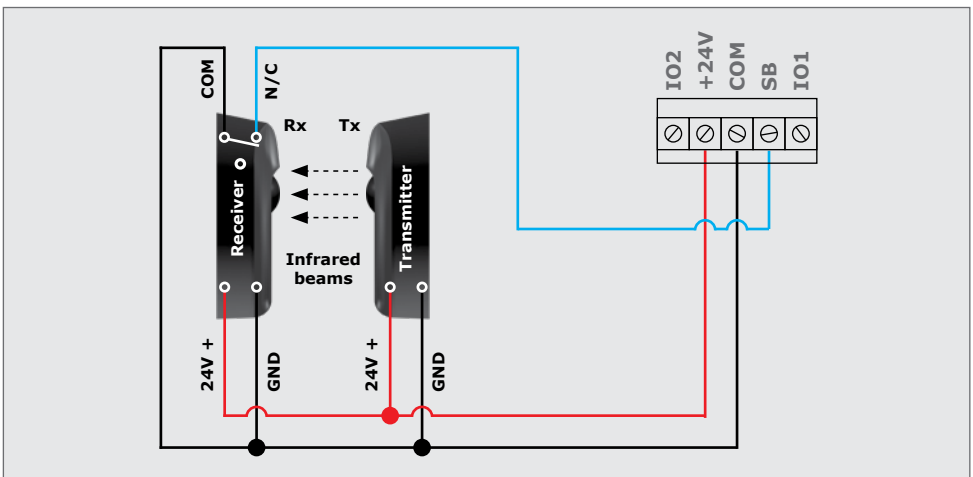 COM
N/C
Rx
Tx
IO2
+24V
COM
SB
IO1
Receiver
Transmitter
Infrared
beams
24V +
GND
24V +
GND